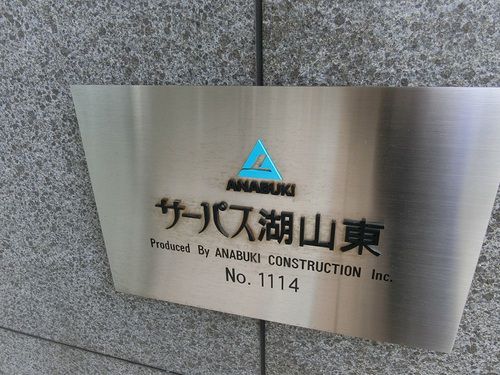 ANABUKI
サーパス湖山東
Produced By ANABUKI CONSTRUCTION Inc.
No. 1114